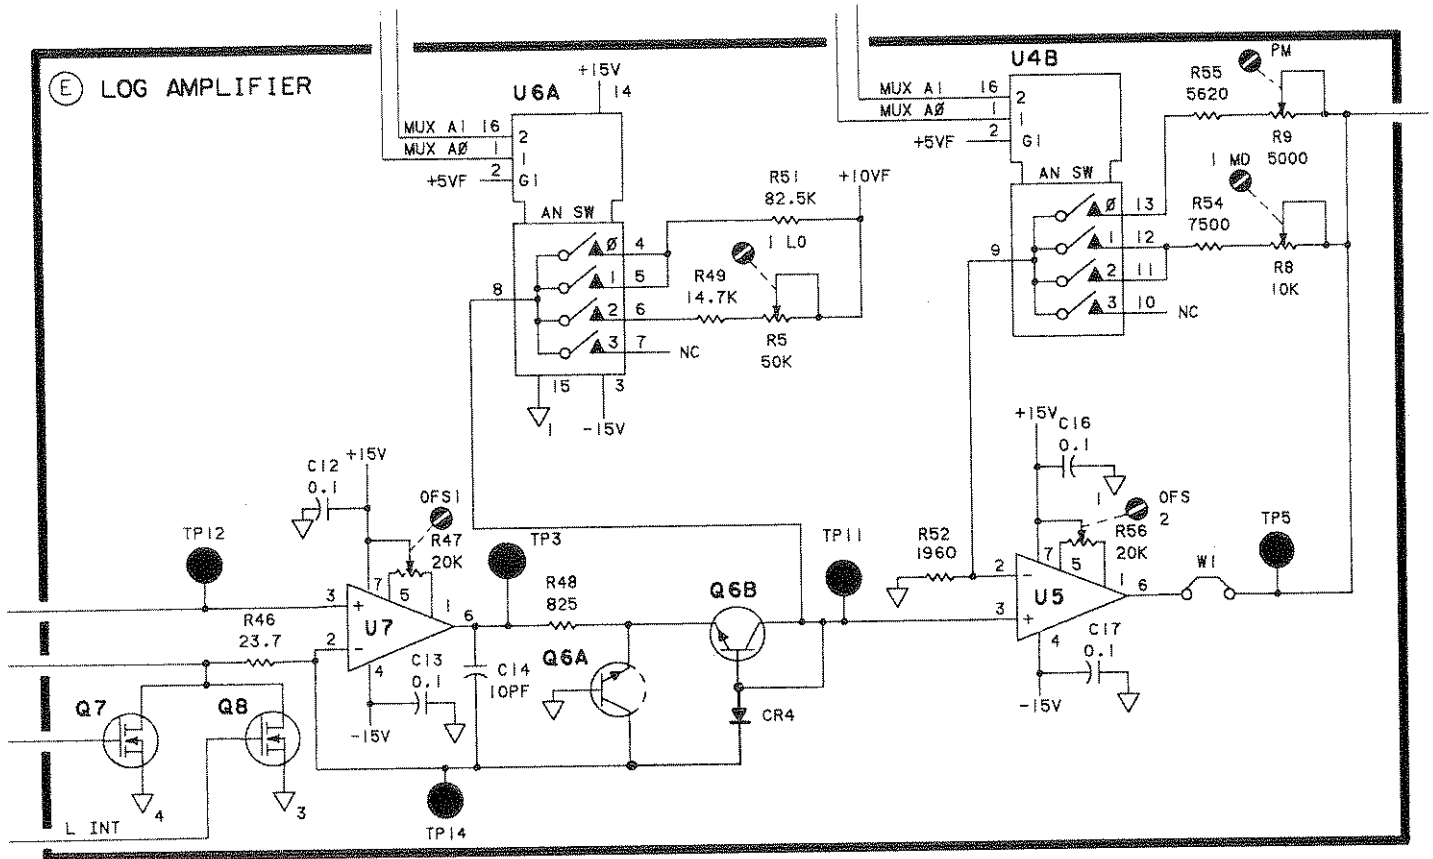 E LOG AMPLIFIER
+15V
14
U6A
MUX A1 16 2
MUX AØ 1 1
+5VF 2 G1
AN SW
Ø 4
1 5
8
2 6
3 7 NC
15 3
1
-15V
R51
82.5K
+10VF
1 LO
R49
14.7K
R5
50K
U4B
MUX A1 16 2
MUX AØ 1 1
+5VF 2 G1
AN SW
Ø 13
9
1 12
2 11
3 10 NC
R55
5620
PM
R9
5000
1 MD
R54
7500
R8
10K
C12
0.1
+15V
OFS1
R47
20K
TP12
3 +
7
5
1
U7
6
2 -
4
R46
23.7
C13
0.1
-15V
TP3
R48
825
C14
10PF
Q6A
Q6B
CR4
TP11
TP14
Q7
4
Q8
3
L INT
+15V
C16
0.1
1 OFS
2
R56
20K
R52
1960
2 -
7
5
1
U5
6
3 +
4
C17
0.1
-15V
W1
TP5